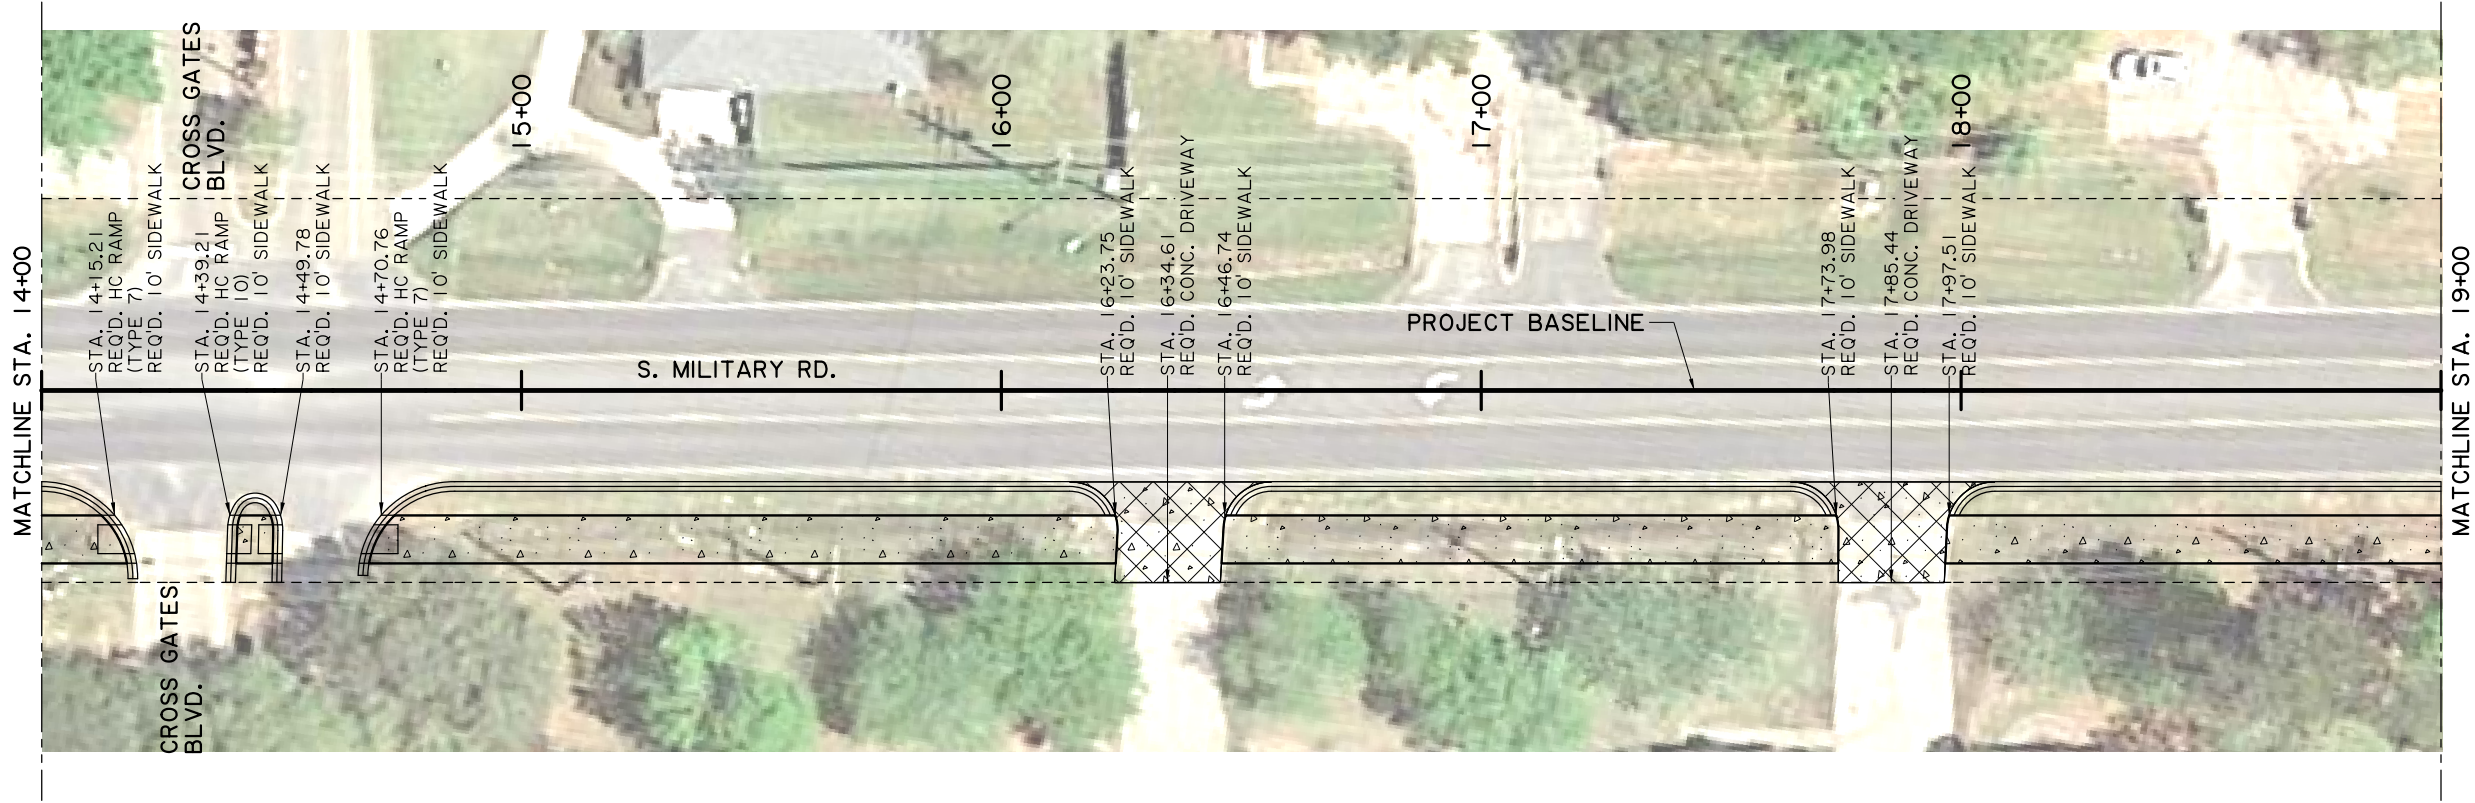 MATCHLINE STA. 14+00
CROSS GATES
BLVD.
STA. 14+15.21
REQ'D. HC RAMP
(TYPE 7)
REQ'D. 10' SIDEWALK
STA. 14+39.21
REQ'D. HC RAMP
(TYPE 10)
REQ'D. 10' SIDEWALK
STA. 14+49.78
REQ'D. 10' SIDEWALK
STA. 14+70.76
REQ'D. HC RAMP
(TYPE 7)
REQ'D. 10' SIDEWALK
15+00
S. MILITARY RD.
16+00
STA. 16+23.75
REQ'D. 10' SIDEWALK
STA. 16+34.61
REQ'D. CONC. DRIVEWAY
STA. 16+46.74
REQ'D. 10' SIDEWALK
17+00
PROJECT BASELINE
STA. 17+73.98
REQ'D. 10' SIDEWALK
STA. 17+85.44
REQ'D. CONC. DRIVEWAY
STA. 17+97.51
REQ'D. 10' SIDEWALK
18+00
CROSS GATES
BLVD.
MATCHLINE STA. 19+00